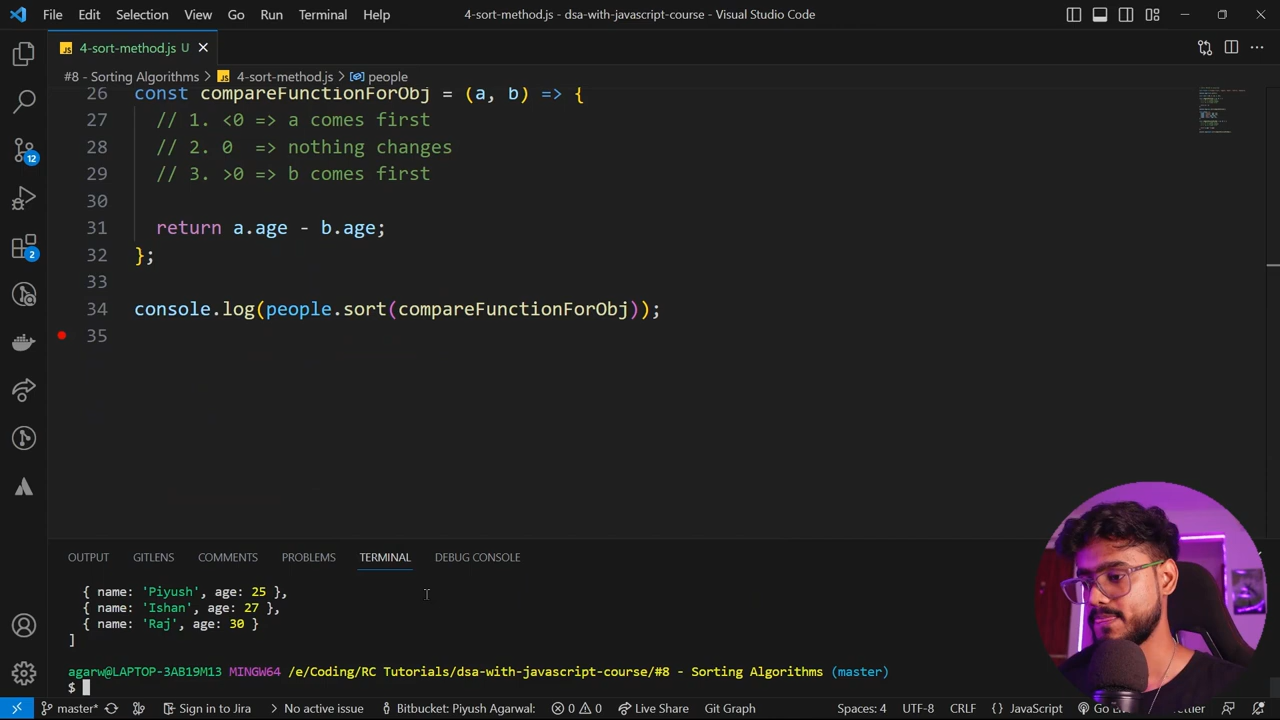 File Edit Selection View Go Run Terminal Help
4-sort-method.js - dsa-with-javascript-course - Visual Studio Code
JS 4-sort-method.js U
#8 - Sorting Algorithms > JS 4-sort-method.js > people
26 const compareFunctionForObj = (a, b) => {
27 // 1. <0 => a comes first
28 // 2. 0  => nothing changes
29 // 3. >0 => b comes first
30
31 return a.age - b.age;
32 };
33
34 console.log(people.sort(compareFunctionForObj));
35
12
2
OUTPUT GITLENS COMMENTS PROBLEMS TERMINAL DEBUG CONSOLE
{ name: 'Piyush', age: 25 },
{ name: 'Ishan', age: 27 },
{ name: 'Raj', age: 30 }
]
agarw@LAPTOP-3AB19M13 MINGW64 /e/Coding/RC Tutorials/dsa-with-javascript-course/#8 - Sorting Algorithms (master)
$
master* Sign in to Jira No active issue Bitbucket: Piyush Agarwal: 0 0 Live Share Git Graph Spaces: 4 UTF-8 CRLF {} JavaScript Go Live